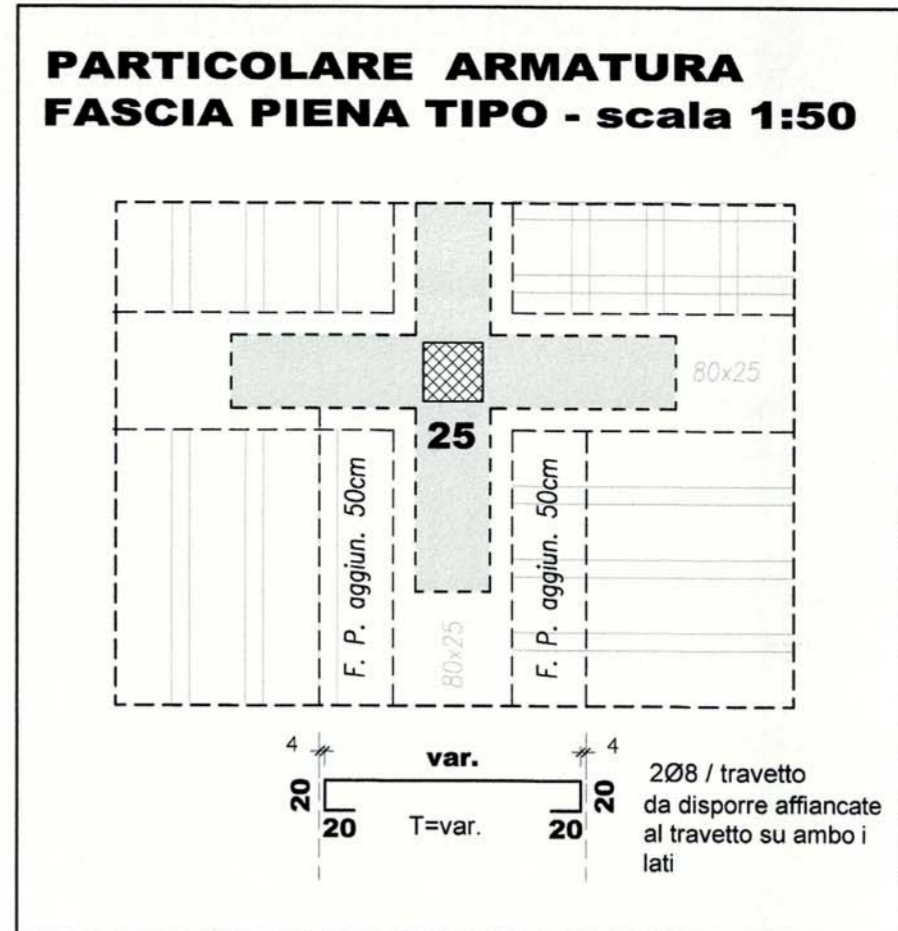 PARTICOLARE ARMATURA
FASCIA PIENA TIPO - scala 1:50
80x25
25
F. P. aggiun. 50cm
F. P. aggiun. 50cm
80x25
4
var.
4
20
20
T=var.
20
20
2Ø8 / travetto
da disporre affiancate
al travetto su ambo i
lati